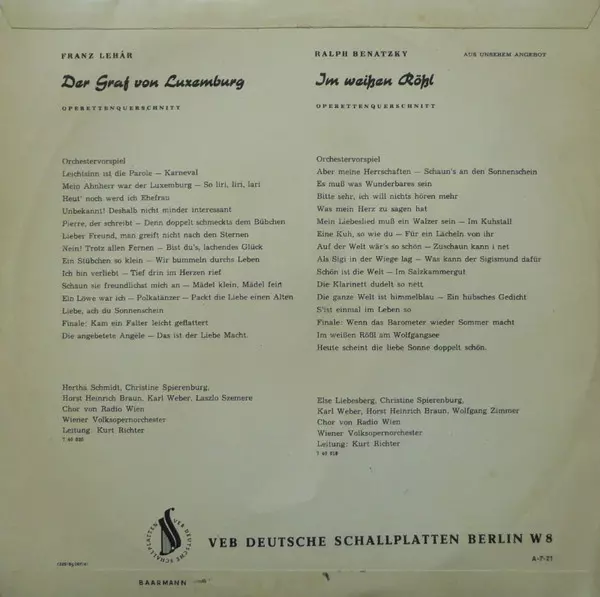 FRANZ LEHÁR
Der Graf von Luxemburg
OPERETTENQUERSCHNITT
Orchestervorspiel
Leichtsinn ist die Parole – Karneval
Mein Ahnherr war der Luxemburg – So liri, liri, lari
Heut' noch werd ich Ehefrau
Unbekannt! Deshalb nicht minder interessant
Pierre, der schreibt – Denn doppelt schmeckts dem Bübchen
Lieber Freund, man greift nicht nach den Sternen
Nein! Trotz allen Fernen – Bist du's, lachendes Glück
Ein Stübchen so klein – Wir bummeln durchs Leben
Ich bin verliebt – Tief drin im Herzen rief
Schaun sie freundlichst mich an – Mädel klein, Mädel fein
Ein Löwe war ich – Polkatänzer – Packt die Liebe einen Alten
Liebe, ach du Sonnenschein
Finale: Kam ein Falter leicht geflattert
Die angebetete Angèle – Das ist der Liebe Macht.
Hertha Schmidt, Christine Spierenburg,
Horst Heinrich Braun, Karl Weber, Laszlo Szemere
Chor von Radio Wien
Wiener Volksopernorchester
Leitung: Kurt Richter
RALPH BENATZKY
AUS UNSEREM ANGEBOT
Im weißen Rößl
OPERETTENQUERSCHNITT
Orchestervorspiel
Aber meine Herrschaften – Schaun's an den Sonnenschein
Es muß was Wunderbares sein
Bitte sehr, ich will nichts hören mehr
Was mein Herz zu sagen hat
Mein Liebeslied muß ein Walzer sein – Im Kuhstall
Eine Kuh, so wie du – Für ein Lächeln von ihr
Auf der Welt wär's so schön – Zuschaun kann i net
Als Sigi in der Wiege lag – Was kann der Sigismund dafür
Schön ist die Welt – Im Salzkammergut
Die Klarinett dudelt so nett
Die ganze Welt ist himmelblau – Ein hübsches Gedicht
S'ist einmal im Leben so
Finale: Wenn das Barometer wieder Sommer macht
Im weißen Rößl am Wolfgangsee
Heute scheint die liebe Sonne doppelt schön.
Else Liebesberg, Christine Spierenburg,
Karl Weber, Horst Heinrich Braun, Wolfgang Zimmer
Chor von Radio Wien
Wiener Volksopernorchester
Leitung: Kurt Richter
VEB DEUTSCHE SCHALLPLATTEN
VEB DEUTSCHE SCHALLPLATTEN BERLIN W 8
A-7-21
BAARMANN